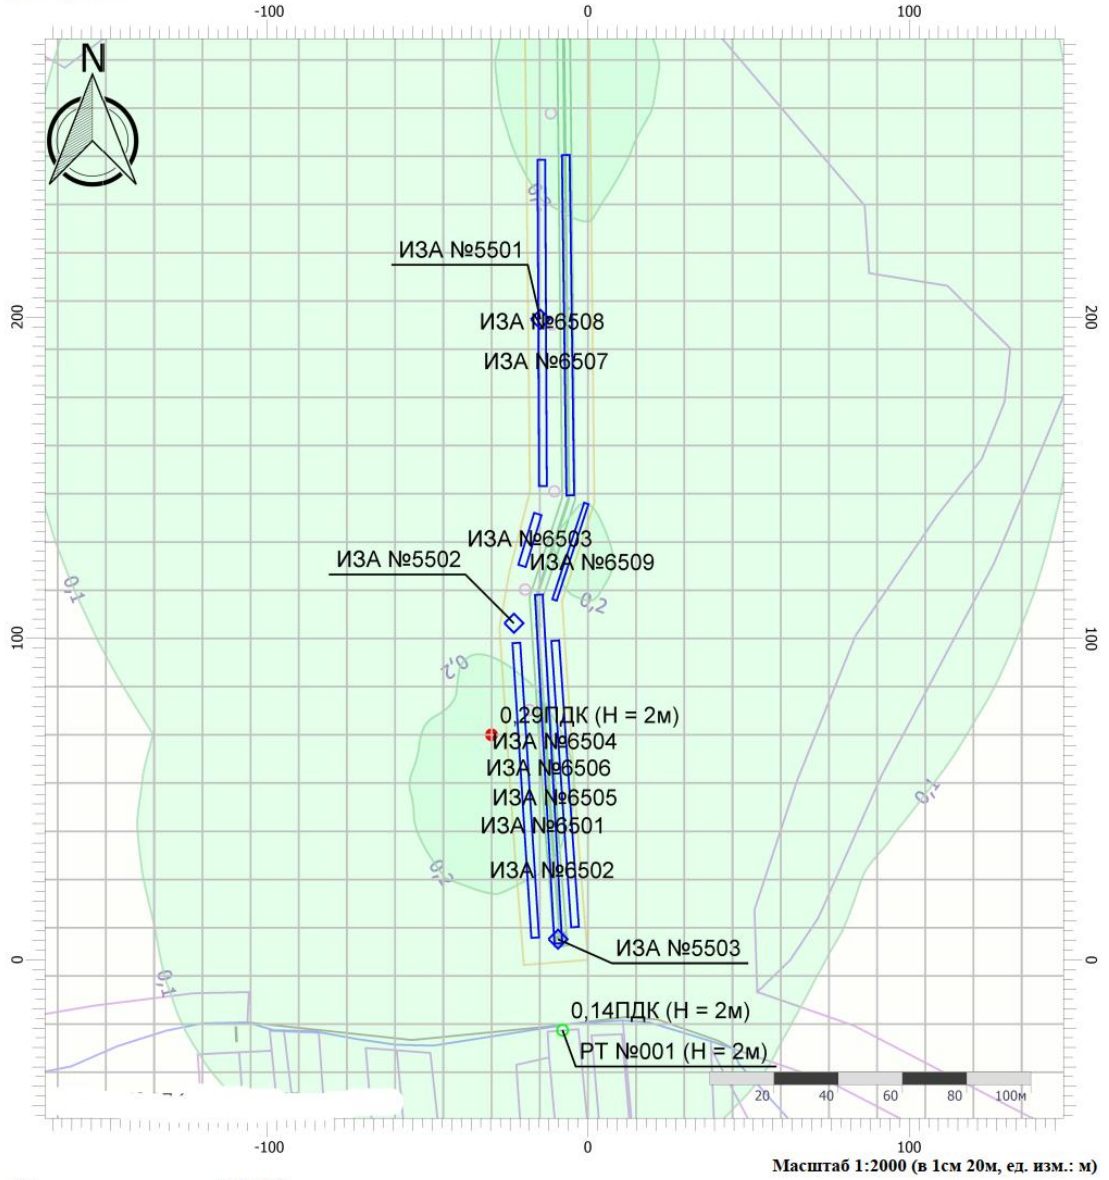 -100 0 100
N
ИЗА №5501
0,2
200 200
ИЗА №6508
ИЗА №6507
ИЗА №6503
ИЗА №5502
ИЗА №6509
0,1
0,2
100 100
0,2
0,29ПДК (H = 2м)
ИЗА №6504
ИЗА №6506
ИЗА №6505
0,1
ИЗА №6501
ИЗА №6502
0,2
ИЗА №5503
0 0
0,1
0,14ПДК (H = 2м)
РТ №001 (H = 2м)
20 40 60 80 100м
-100 0 100
Масштаб 1:2000 (в 1см 20м, ед. изм.: м)